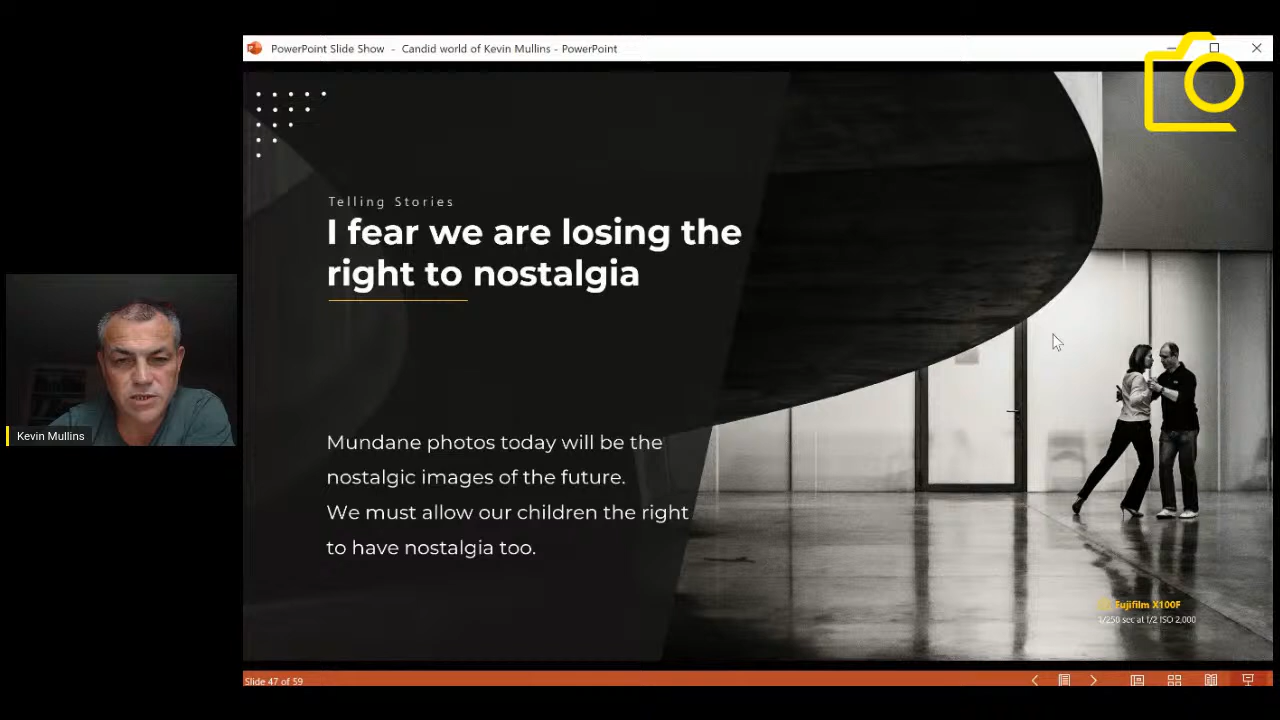 PowerPoint Slide Show - Candid world of Kevin Mullins - PowerPoint
Telling Stories
I fear we are losing the
right to nostalgia
Kevin Mullins
Mundane photos today will be the
nostalgic images of the future.
We must allow our children the right
to have nostalgia too.
Fujifilm X100F
1/250 sec at f/2 ISO 2,000
Slide 47 of 59